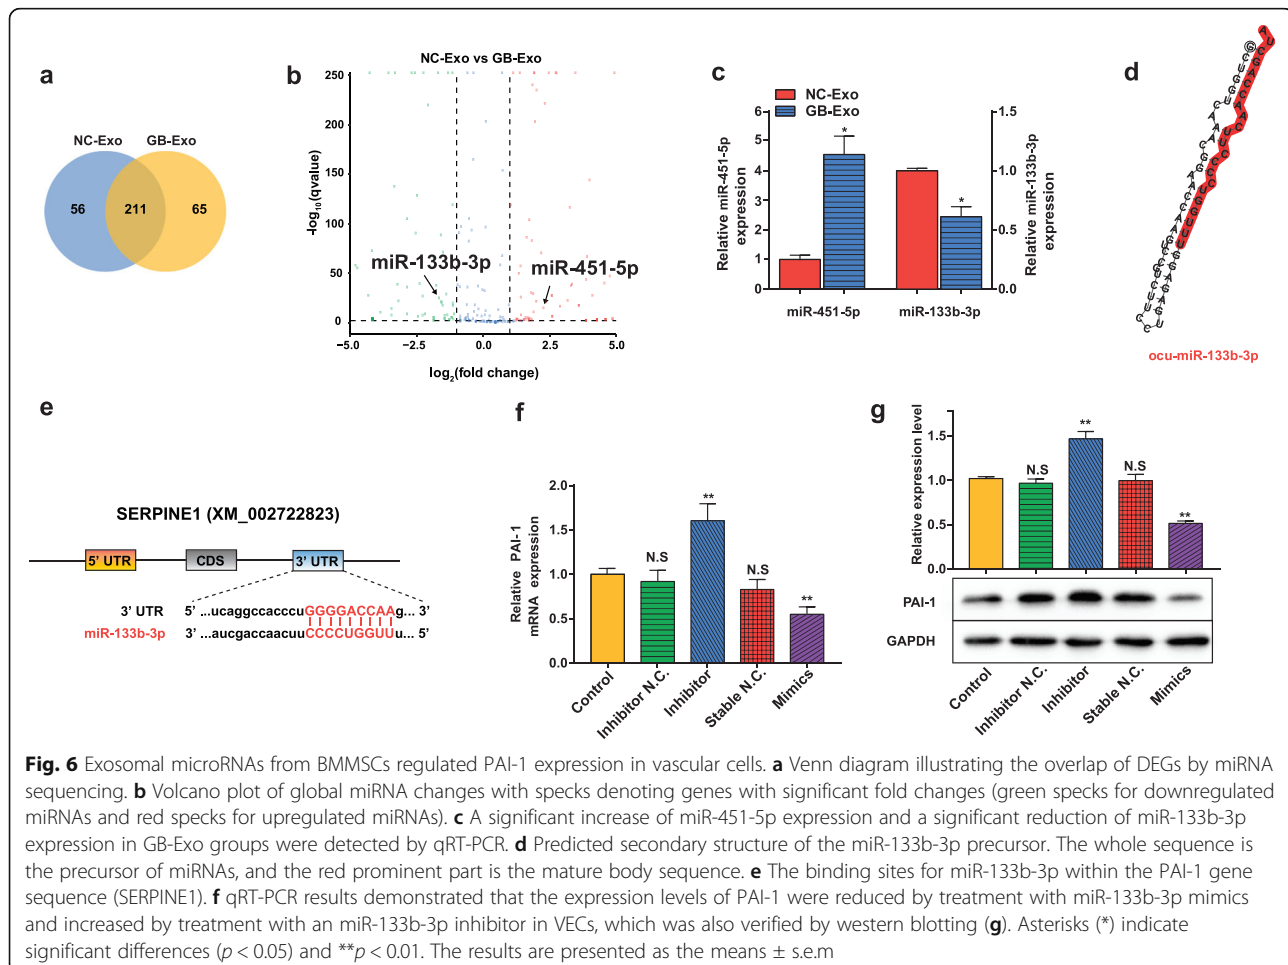 a
NC-Exo GB-Exo
56 211 65
b
NC-Exo vs GB-Exo
-log10(qvalue)
250
200
150
100
50
0
miR-133b-3p miR-451-5p
−5.0 −2.5 0.0 2.5 5.0
log2(fold change)
c
NC-Exo
GB-Exo
Relative miR-451-5p
expression
6
5
4
3
2
1
0
* *
1.5
1.0
0.5
0.0
Relative miR-133b-3p
expression
miR-451-5p miR-133b-3p
d
ocu-miR-133b-3p
e
SERPINE1 (XM_002722823)
5' UTR CDS 3' UTR
3' UTR 5' ...ucaggccacccuGGGGACCAAg... 3'
miR-133b-3p 3' ...aucgaccaacuuCCCCUGGUUu... 5'
f
Relative PAI-1
mRNA expression
2.0
1.5
1.0
0.5
0.0
N.S ** N.S **
Control Inhibitor N.C. Inhibitor Stable N.C. Mimics
g
Relative expression level
1.5
1.0
0.5
0.0
N.S ** N.S **
PAI-1
GAPDH
Control Inhibitor N.C. Inhibitor Stable N.C. Mimics
Fig. 6 Exosomal microRNAs from BMMSCs regulated PAI-1 expression in vascular cells. a Venn diagram illustrating the overlap of DEGs by miRNA
sequencing. b Volcano plot of global miRNA changes with specks denoting genes with significant fold changes (green specks for downregulated
miRNAs and red specks for upregulated miRNAs). c A significant increase of miR-451-5p expression and a significant reduction of miR-133b-3p
expression in GB-Exo groups were detected by qRT-PCR. d Predicted secondary structure of the miR-133b-3p precursor. The whole sequence is
the precursor of miRNAs, and the red prominent part is the mature body sequence. e The binding sites for miR-133b-3p within the PAI-1 gene
sequence (SERPINE1). f qRT-PCR results demonstrated that the expression levels of PAI-1 were reduced by treatment with miR-133b-3p mimics
and increased by treatment with an miR-133b-3p inhibitor in VECs, which was also verified by western blotting (g). Asterisks (*) indicate
significant differences (p < 0.05) and **p < 0.01. The results are presented as the means ± s.e.m